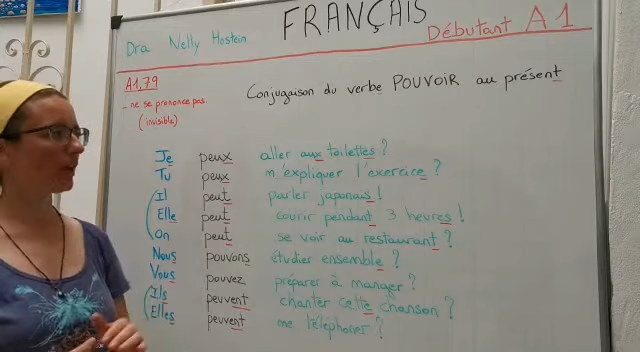 FRANÇAIS
Dra Nelly Hostein
Débutant A1
A1,79
- ne se prononce pas
(invisible)
Conjugaison du verbe POUVOIR au présent
Je peux aller aux toilettes ?
Tu peux m'expliquer l'exercice ?
Il peut parler japonais !
Elle peut courir pendant 3 heures !
On peut se voir au restaurant ?
Nous pouvons étudier ensemble ?
Vous pouvez préparer à manger ?
Ils peuvent chanter cette chanson ?
Elles peuvent me téléphoner ?